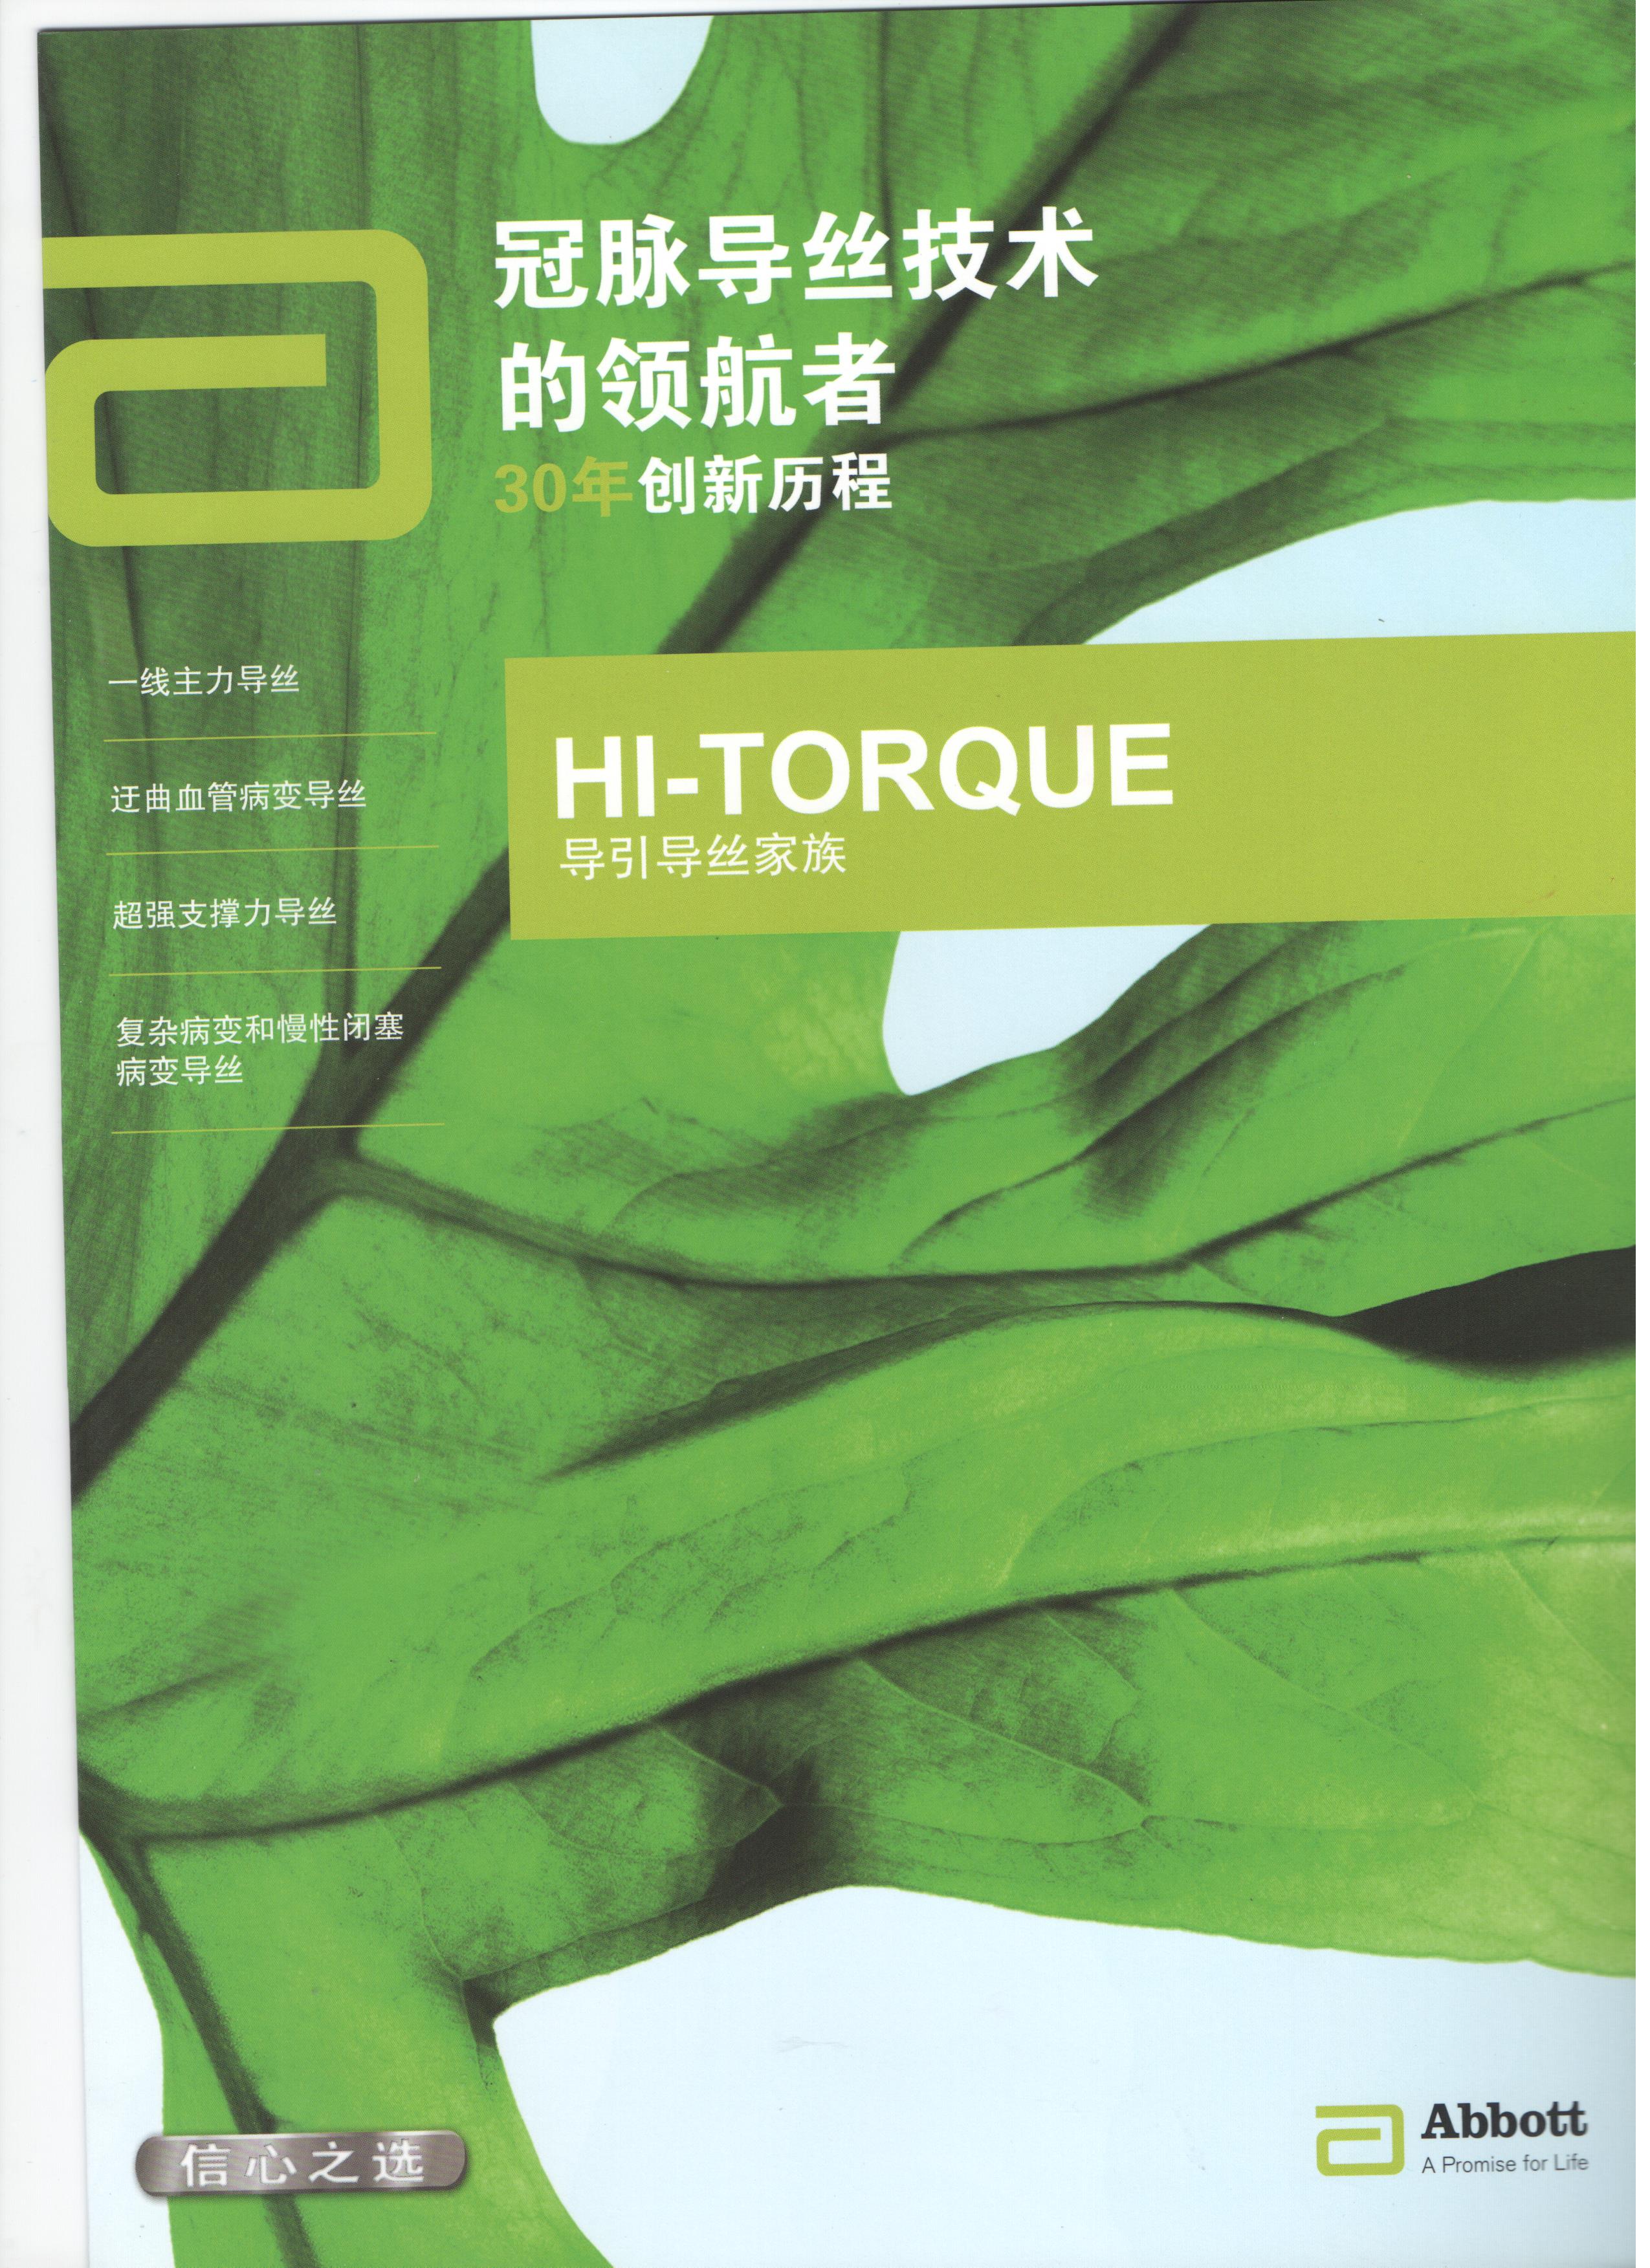 冠脉导丝技术
的领航者
30年创新历程
一线主力导丝
迂曲血管病变导丝
超强支撑力导丝
复杂病变和慢性闭塞
病变导丝
HI-TORQUE
导引导丝家族
信心之选
Abbott
A Promise for Life